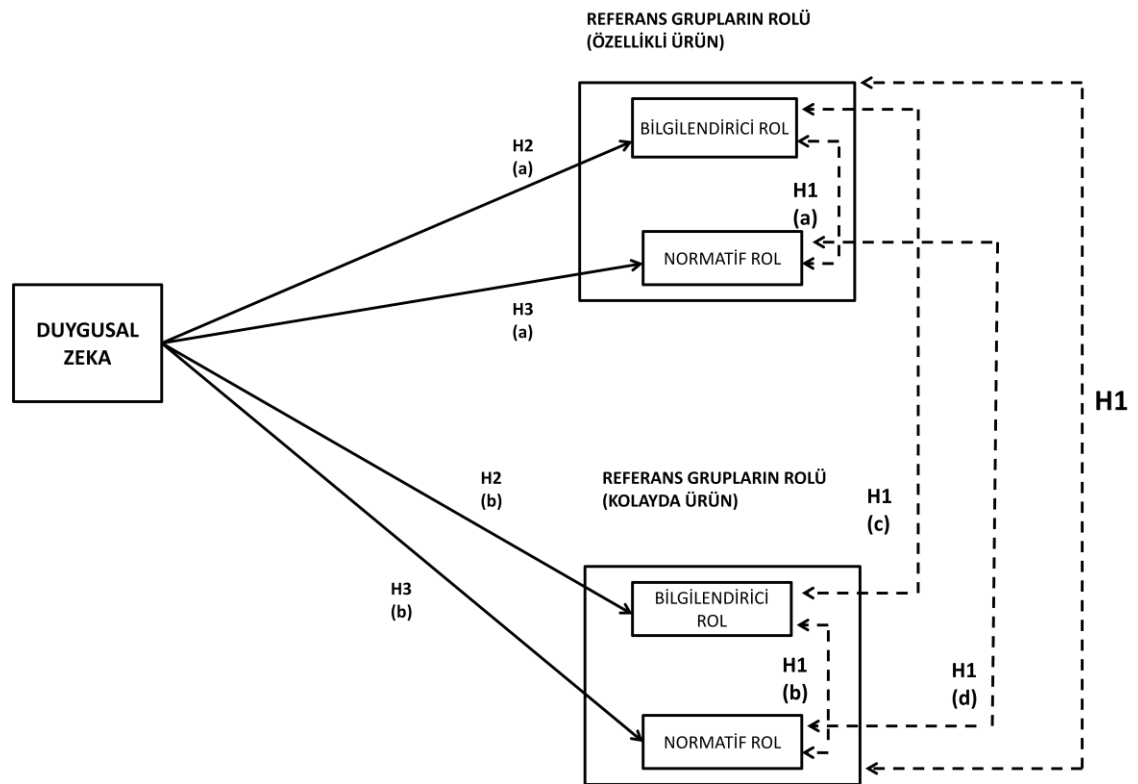 REFERANS GRUPLARIN ROLÜ
(ÖZELLİKLİ ÜRÜN)
BİLGİLENDİRİCİ ROL
H2
(a)
H1
(a)
NORMATİF ROL
H3
(a)
DUYGUSAL
ZEKA
H1
H2
(b)
REFERANS GRUPLARIN ROLÜ
(KOLAYDA ÜRÜN)
H1
(c)
H3
(b)
BİLGİLENDİRİCİ
ROL
H1
(b)
H1
(d)
NORMATİF ROL